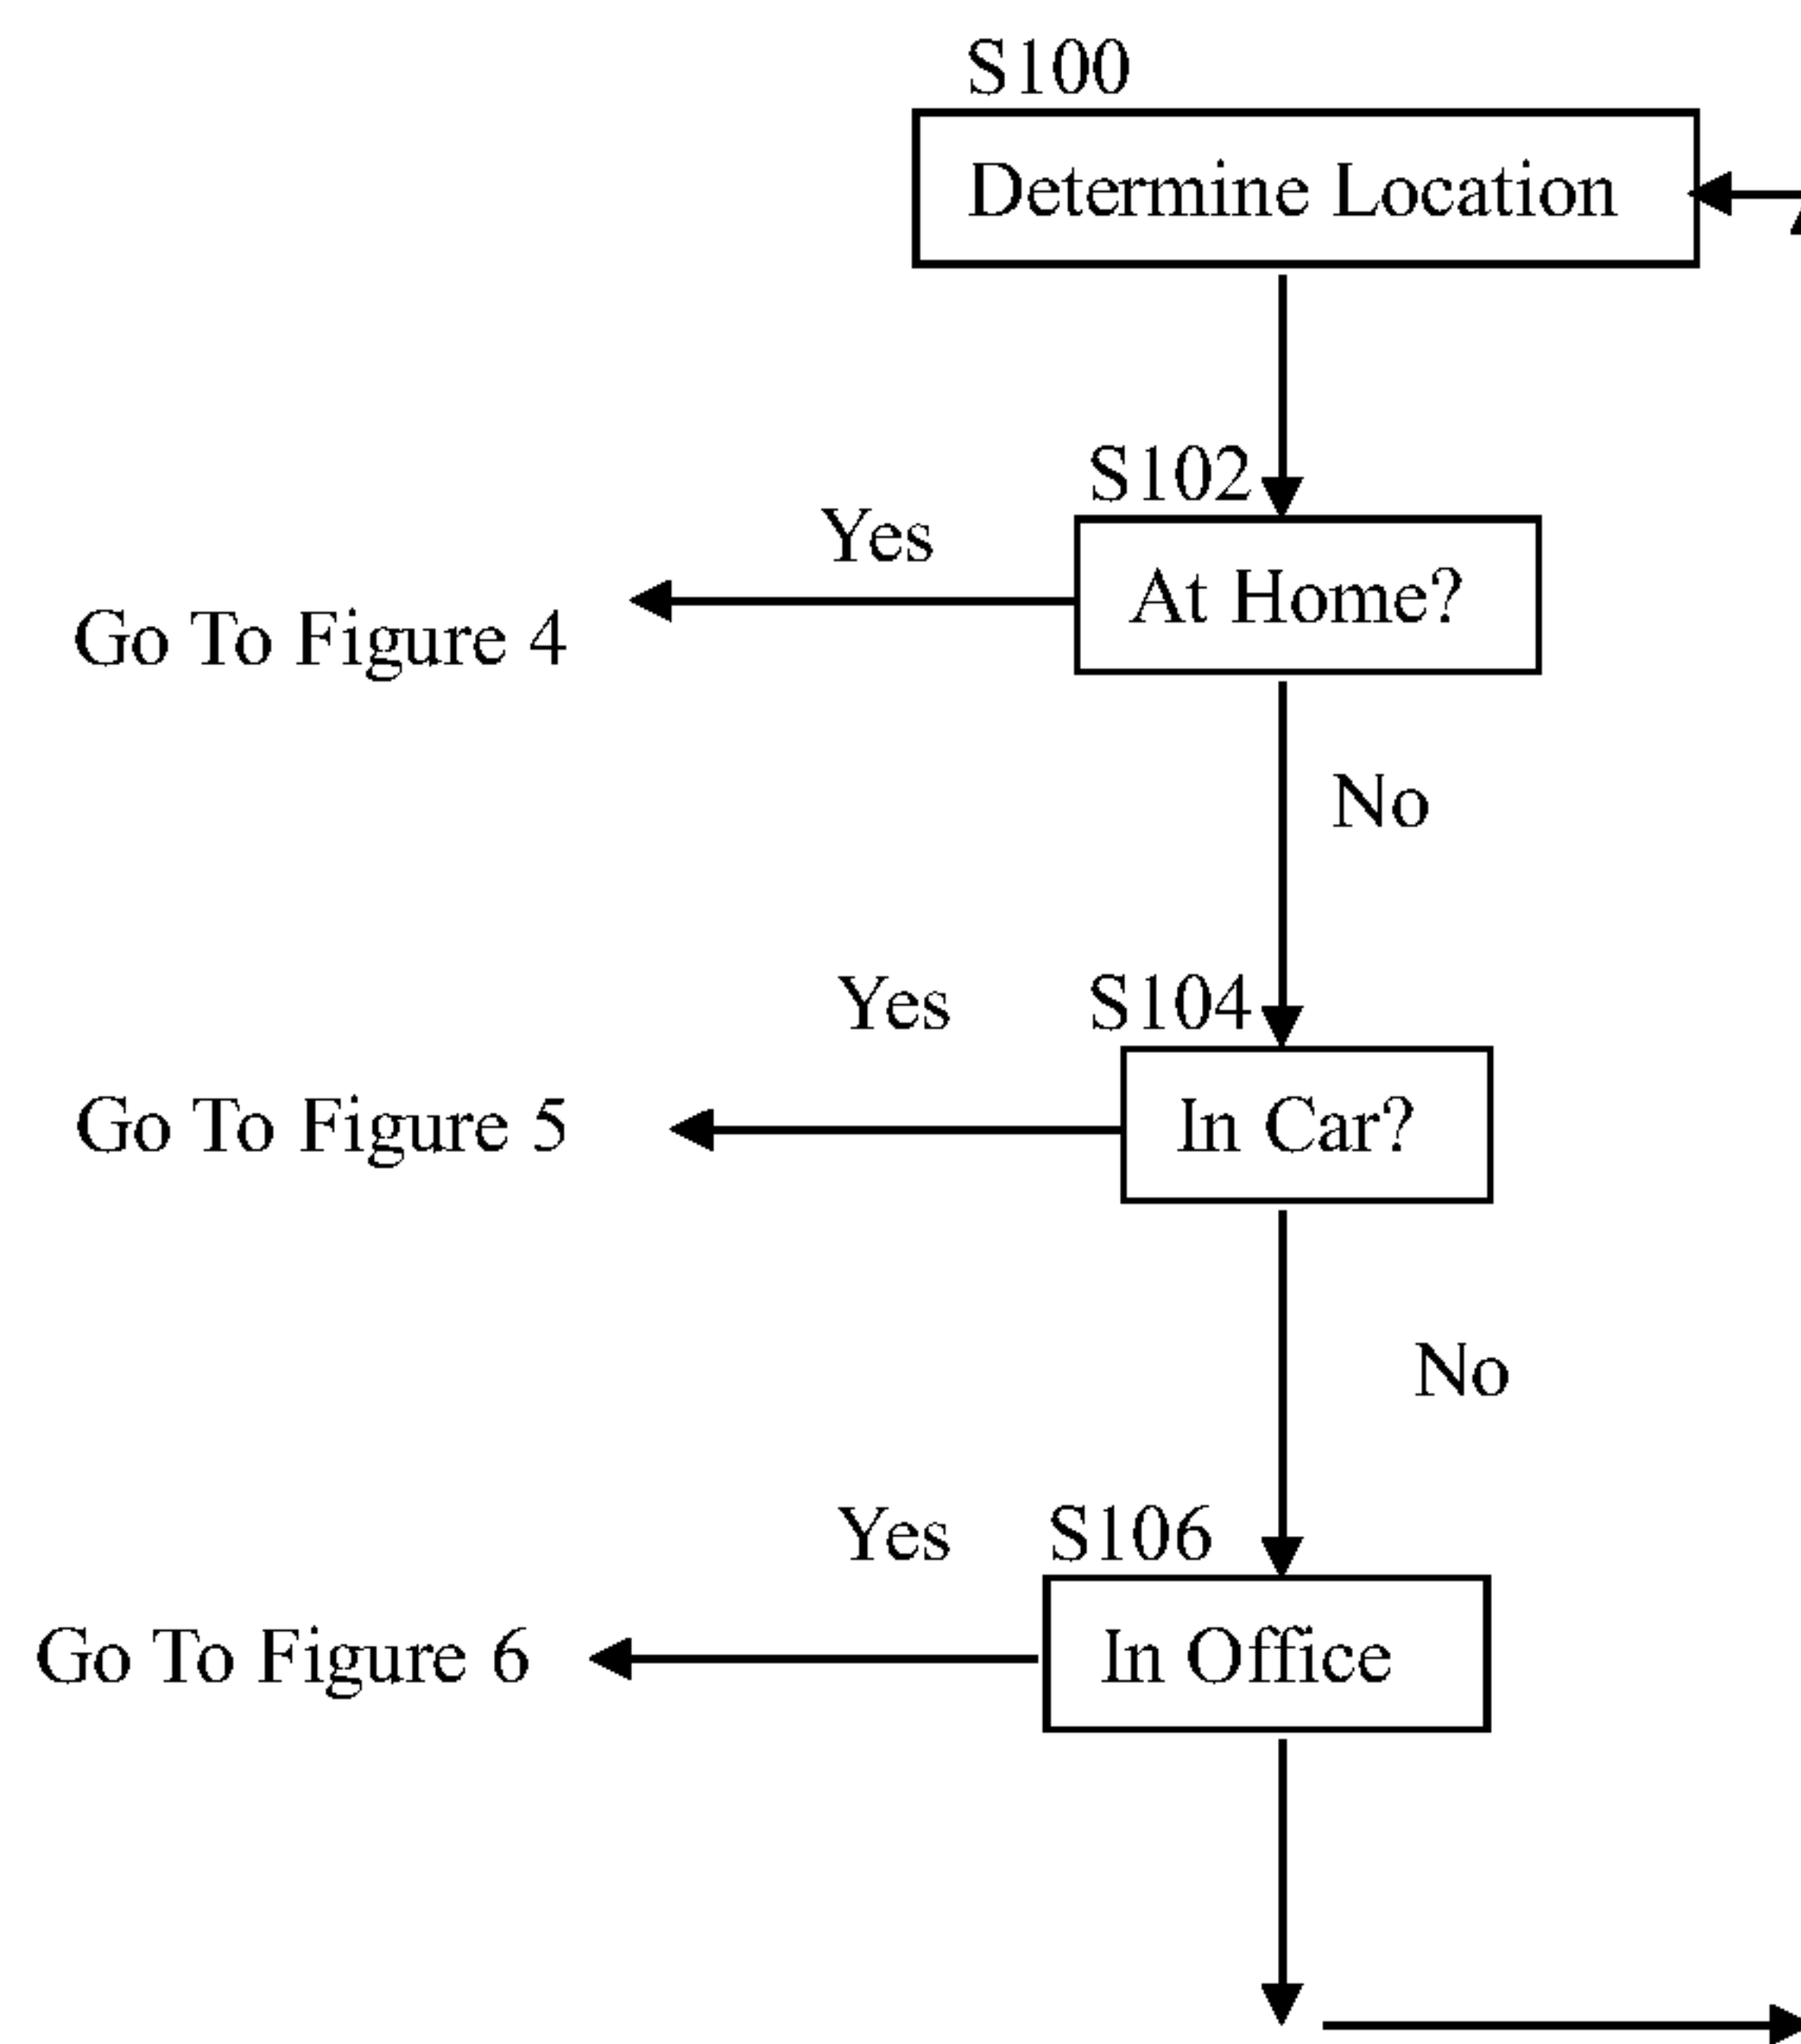 S100
Determine Location
S102
Yes
At Home?
Go To Figure 4
No
Yes
S104
In Car?
Go To Figure 5
No
Yes
S106
In Office
Go To Figure 6